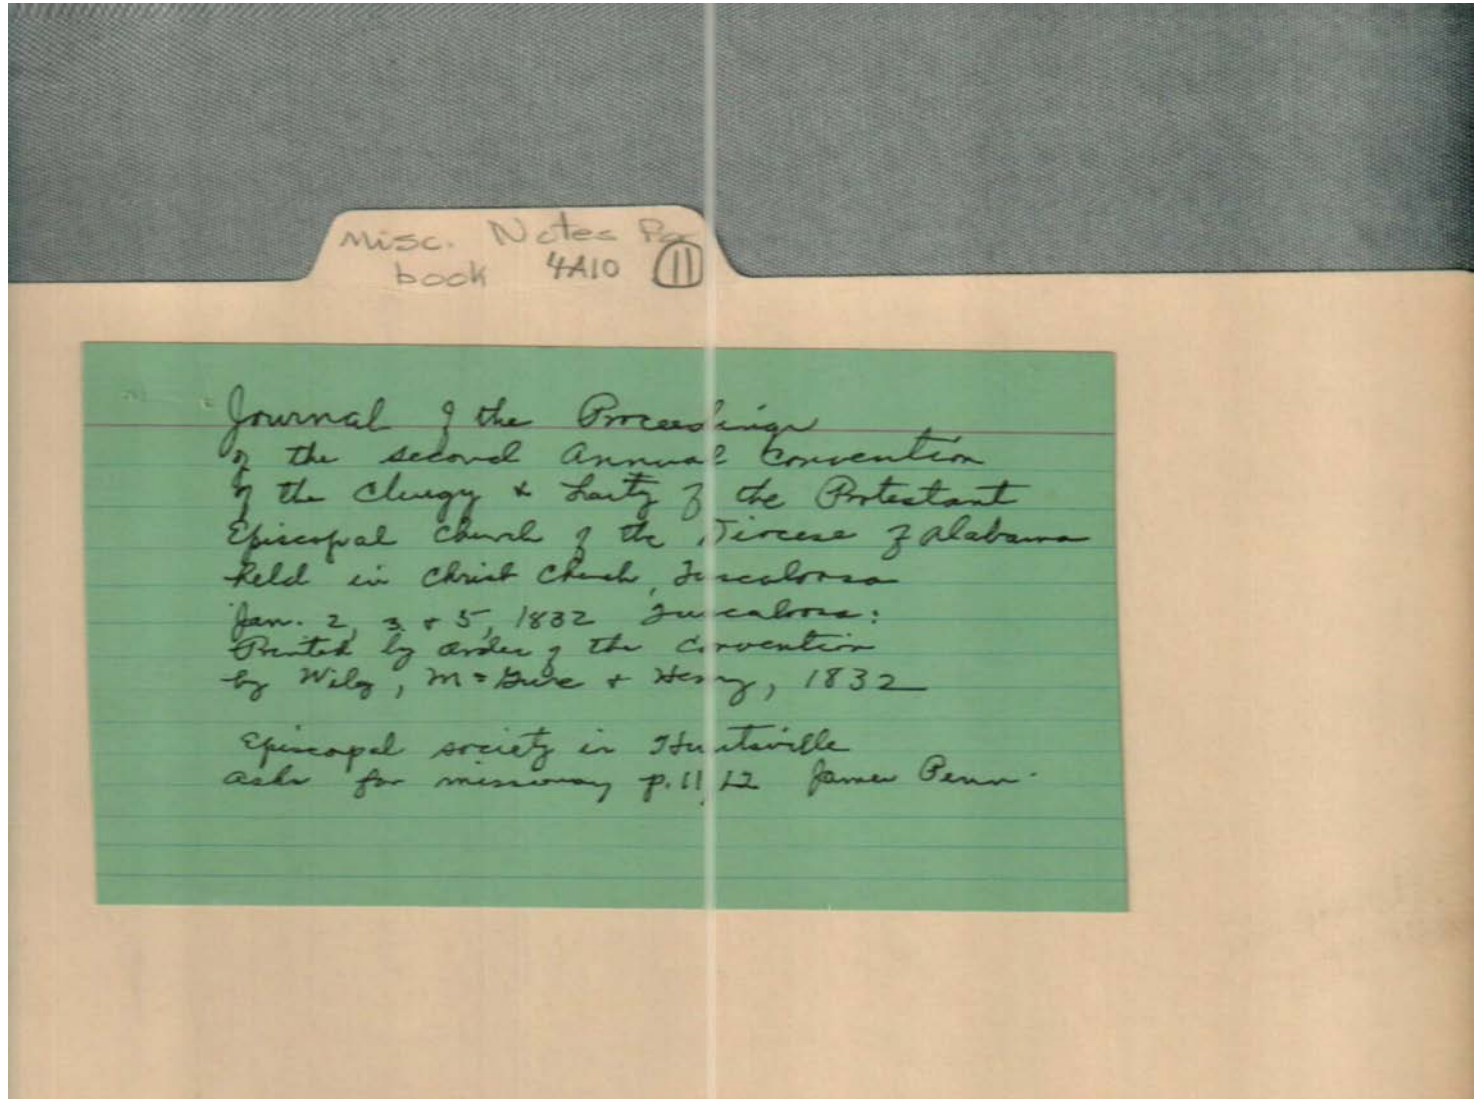 Misc. Notes For
book 4A10 11
Journal of the Proceedings
of the second Annual Convention
of the Clergy & Laity of the Protestant
Episcopal Church of the Diocese of Alabama
held in Christ Church, Tuscaloosa
Jan. 2, 3 & 5, 1832 Tuscaloosa:
Printed by order of the Convention
by Wiley, McGuire & Henry, 1832
Episcopal society in Huntsville
asks for missionary p. 11, 12 James Penn.